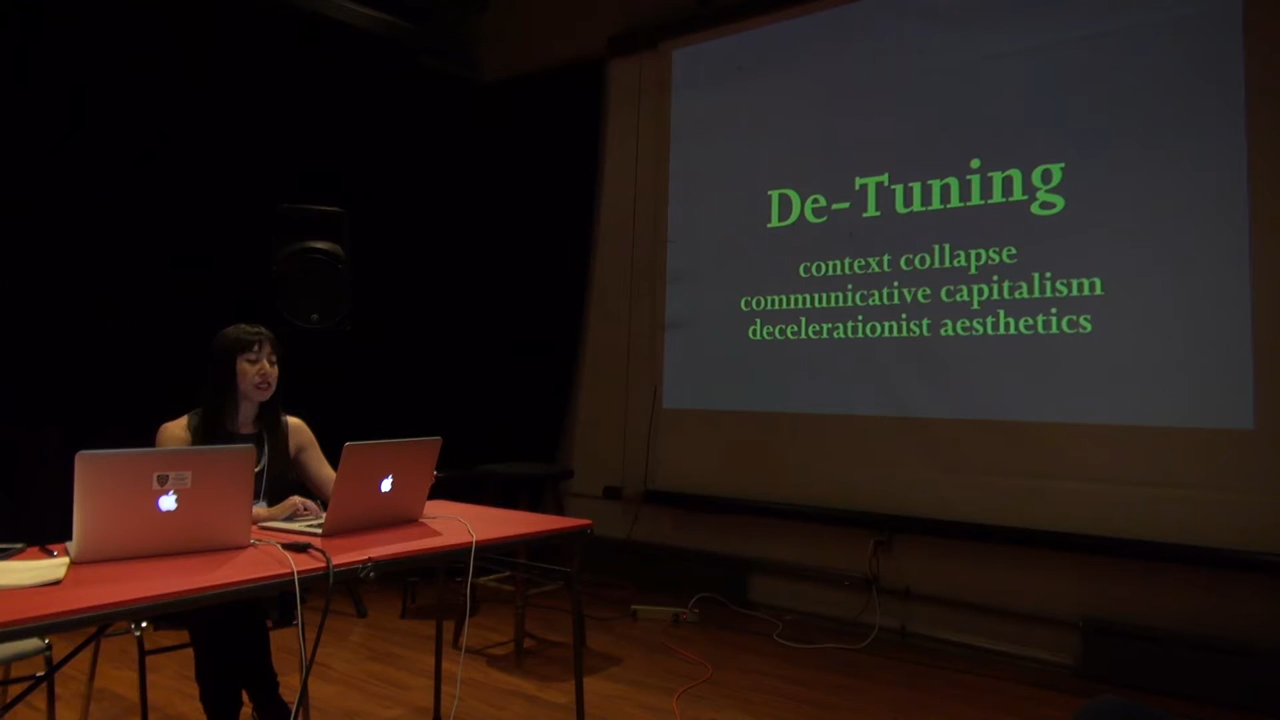 De-Tuning
context collapse
communicative capitalism
decelerationist aesthetics